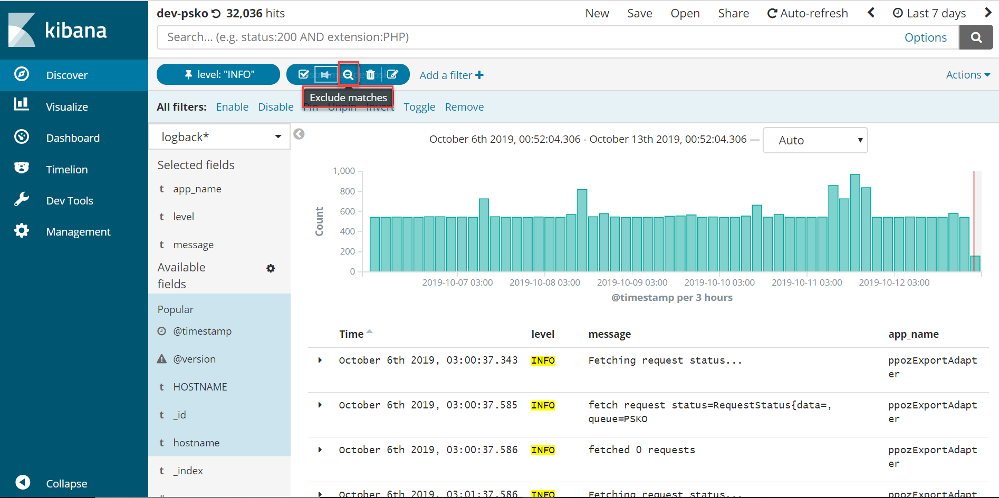 kibana
Discover
Visualize
Dashboard
Timelion
Dev Tools
Management
Collapse
dev-psko 32,036 hits
New Save Open Share Auto-refresh Last 7 days
Search... (e.g. status:200 AND extension:PHP) Options
level: "INFO" Add a filter Actions
Exclude matches
All filters: Enable Disable Pin Unpin Invert Toggle Remove
logback*
Selected fields
t app_name
t level
t message
Available
fields
Popular
@timestamp
@version
t HOSTNAME
t _id
t hostname
t _index
October 6th 2019, 00:52:04.306 - October 13th 2019, 00:52:04.306 — Auto
1,000
800
600
400
200
0
Count
2019-10-07 03:00 2019-10-08 03:00 2019-10-09 03:00 2019-10-10 03:00 2019-10-11 03:00 2019-10-12 03:00
@timestamp per 3 hours
Time level message app_name
October 6th 2019, 03:00:37.343 INFO Fetching request status... ppozExportAdapt
er
October 6th 2019, 03:00:37.585 INFO fetch request status=RequestStatus{data=, ppozExportAdapt
queue=PSKO er
October 6th 2019, 03:00:37.586 INFO fetched 0 requests ppozExportAdapt
er
October 6th 2019, 03:01:37.586 INFO Fetching request status... ppozExportAdapt